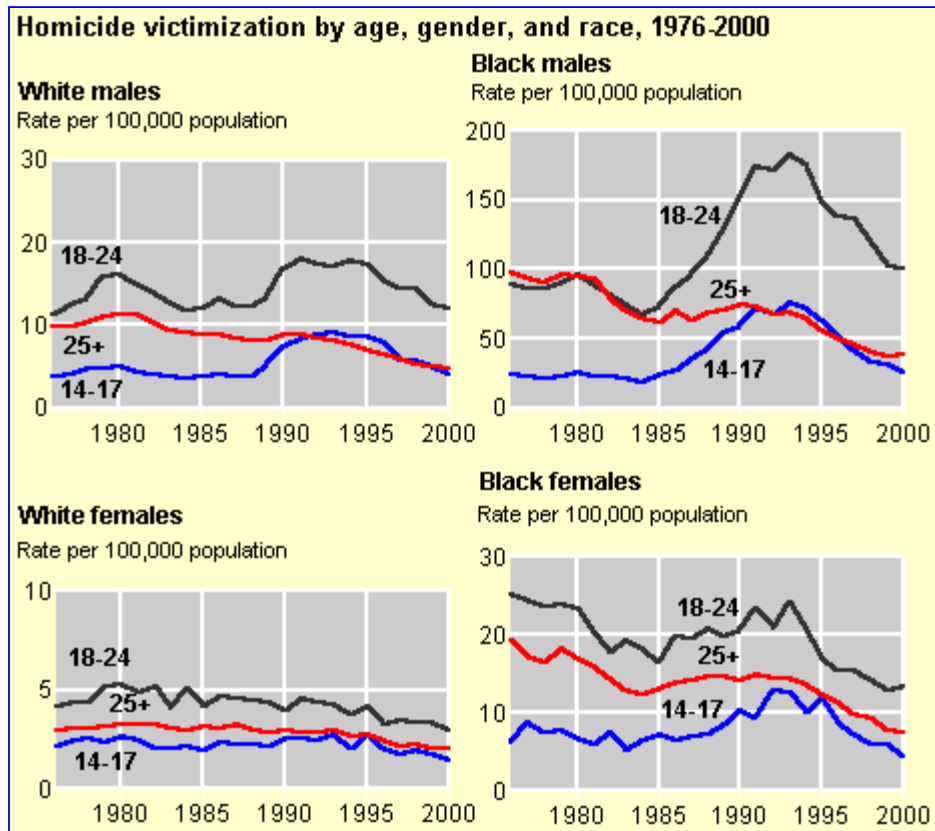 Homicide victimization by age, gender, and race, 1976-2000
White males
Rate per 100,000 population
30
20
10
0
18-24
25+
14-17
1980 1985 1990 1995 2000
Black males
Rate per 100,000 population
200
150
100
50
0
18-24
25+
14-17
1980 1985 1990 1995 2000
White females
Rate per 100,000 population
10
5
0
18-24
25+
14-17
1980 1985 1990 1995 2000
Black females
Rate per 100,000 population
30
20
10
0
18-24
25+
14-17
1980 1985 1990 1995 2000